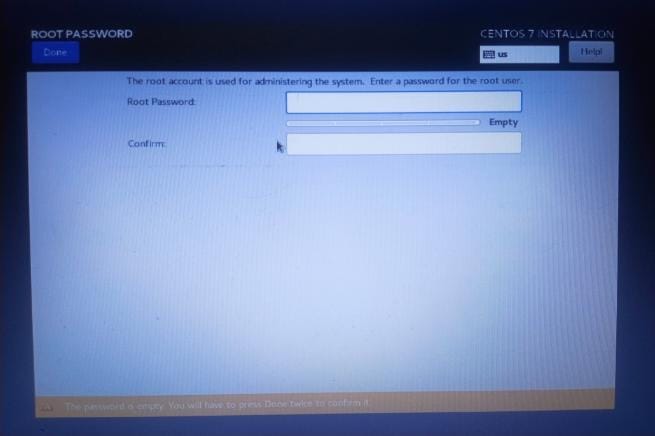 ROOT PASSWORD
CENTOS 7 INSTALLATION
Done
us
Help!
The root account is used for administering the system. Enter a password for the root user.
Root Password:
Empty
Confirm:
The password is empty. You will have to press Done twice to confirm it.